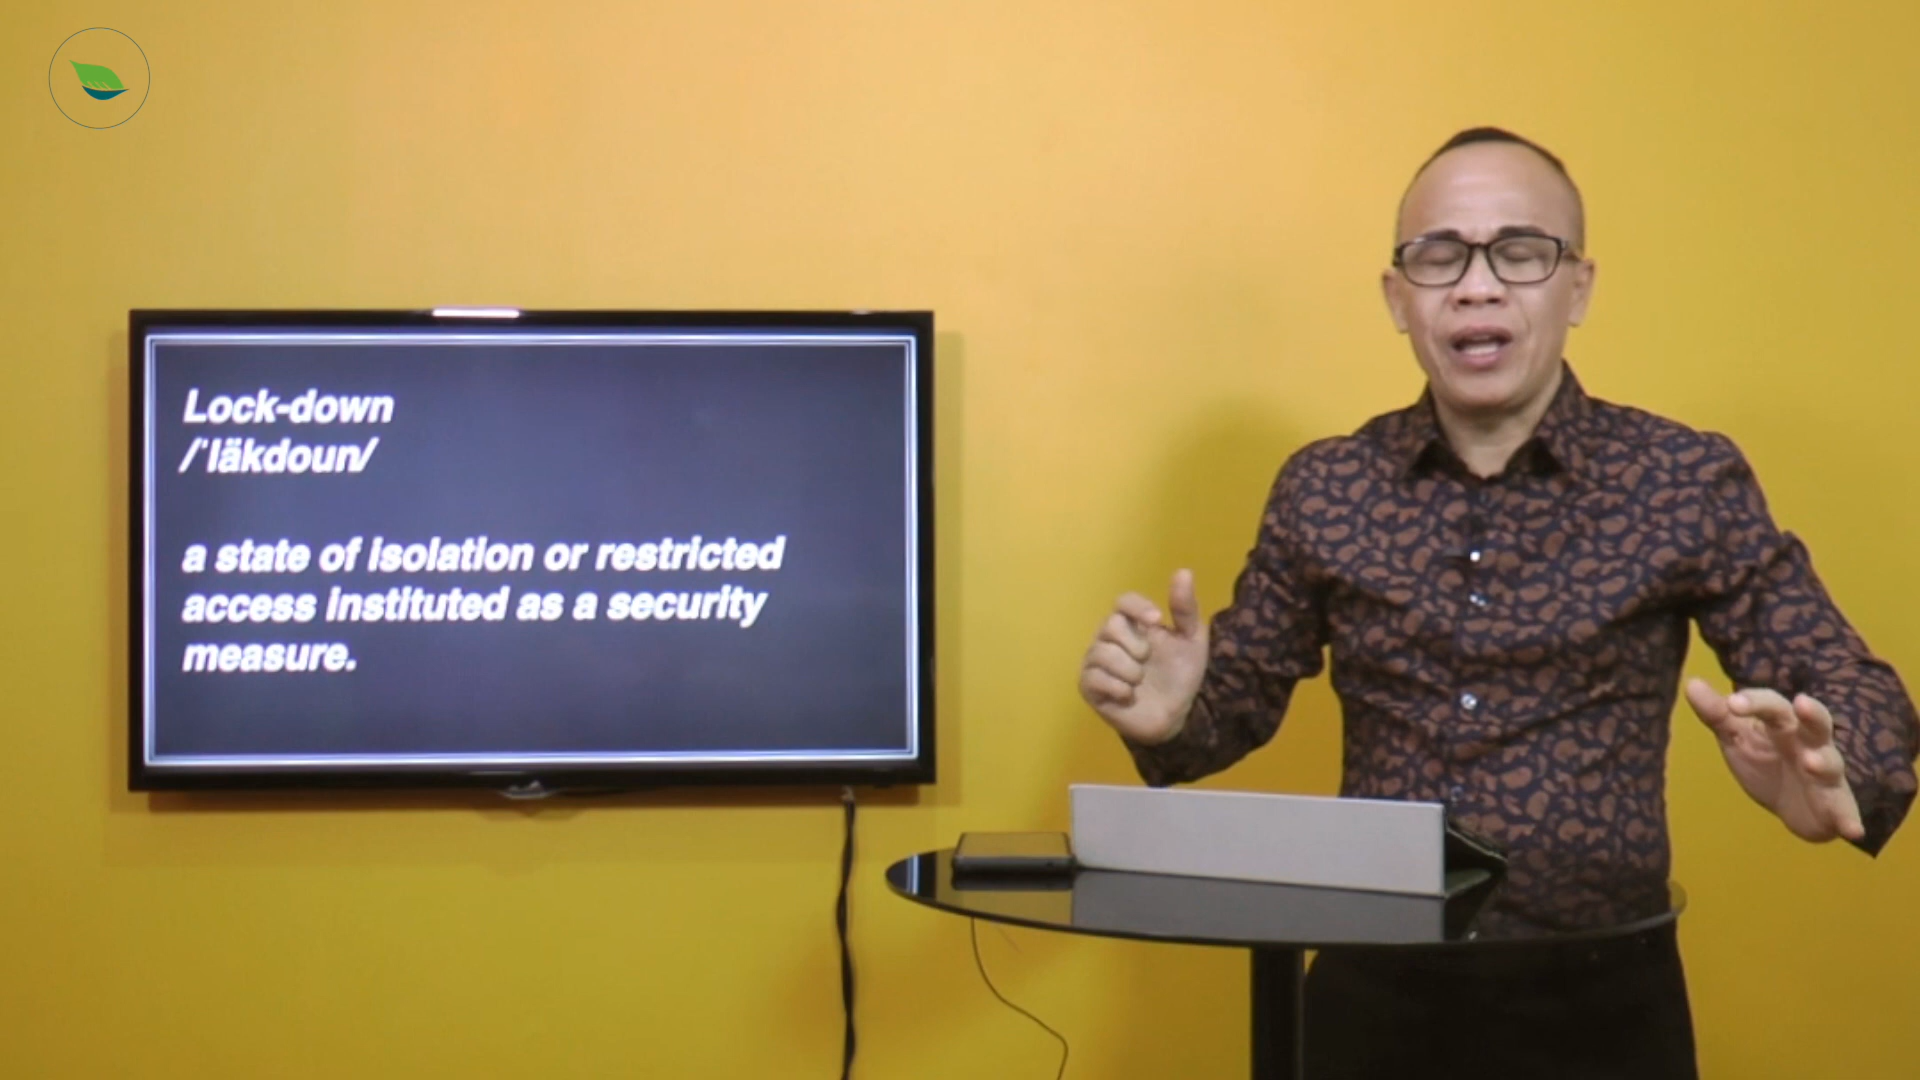 Lock-down
/ˈläkdoun/
a state of isolation or restricted
access instituted as a security
measure.